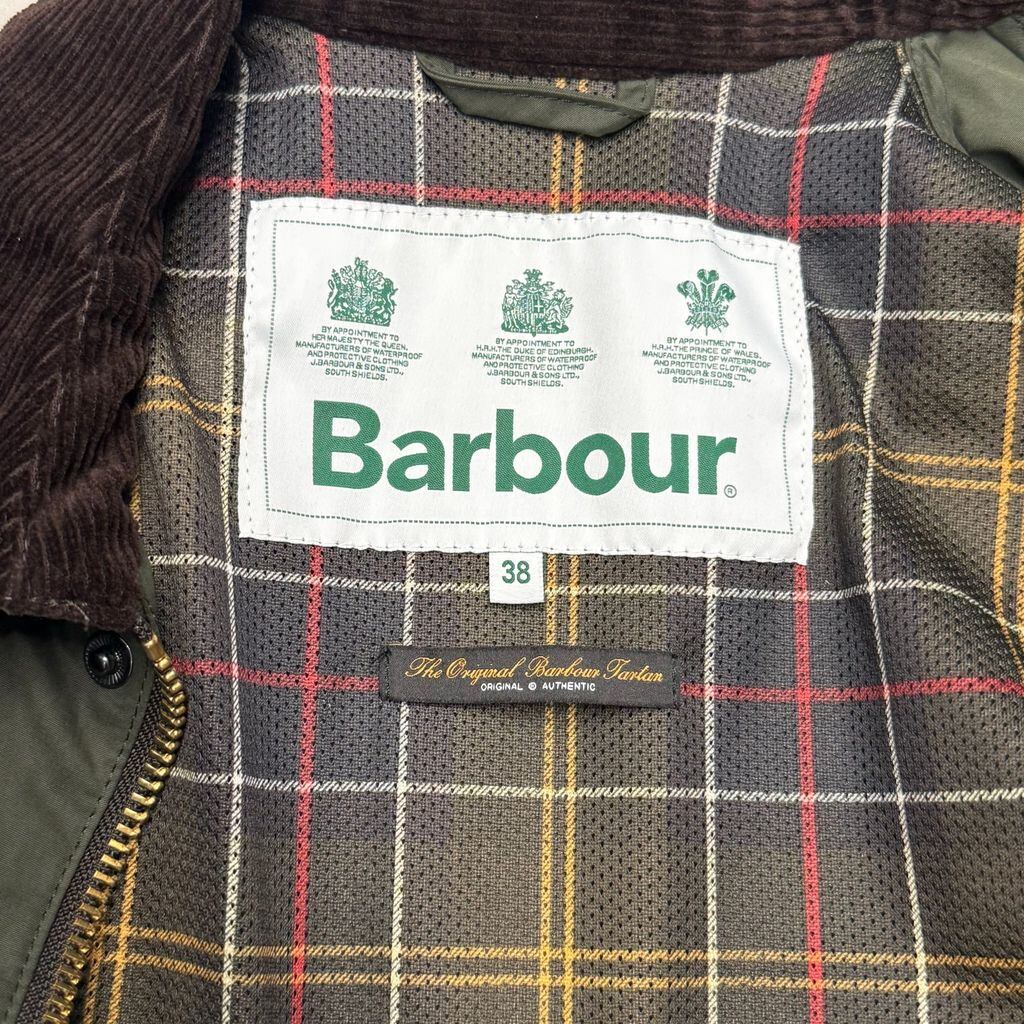 BY APPOINTMENT TO
HER MAJESTY THE QUEEN,
MANUFACTURERS OF WATERPROOF
AND PROTECTIVE CLOTHING
J.BARBOUR & SONS LTD.,
SOUTH SHIELDS.
BY APPOINTMENT TO
H.R.H. THE DUKE OF EDINBURGH,
MANUFACTURERS OF WATERPROOF
AND PROTECTIVE CLOTHING
J.BARBOUR & SONS LTD.,
SOUTH SHIELDS.
BY APPOINTMENT TO
H.R.H. THE PRINCE OF WALES,
MANUFACTURERS OF WATERPROOF
AND PROTECTIVE CLOTHING
J.BARBOUR & SONS LTD.,
SOUTH SHIELDS.
Barbour®
38
The Original Barbour Tartan
ORIGINAL © AUTHENTIC